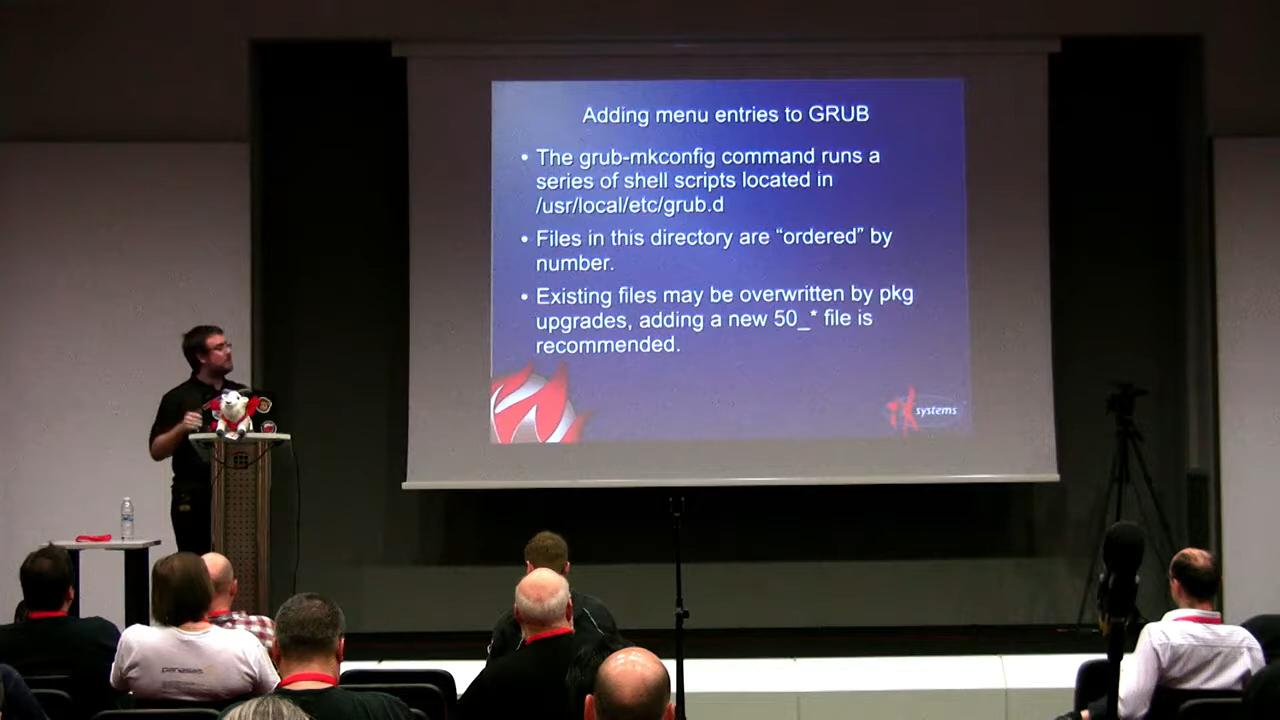 Adding menu entries to GRUB
• The grub-mkconfig command runs a
series of shell scripts located in
/usr/local/etc/grub.d
• Files in this directory are “ordered” by
number.
• Existing files may be overwritten by pkg
upgrades, adding a new 50_* file is
recommended.
iX systems
panasas